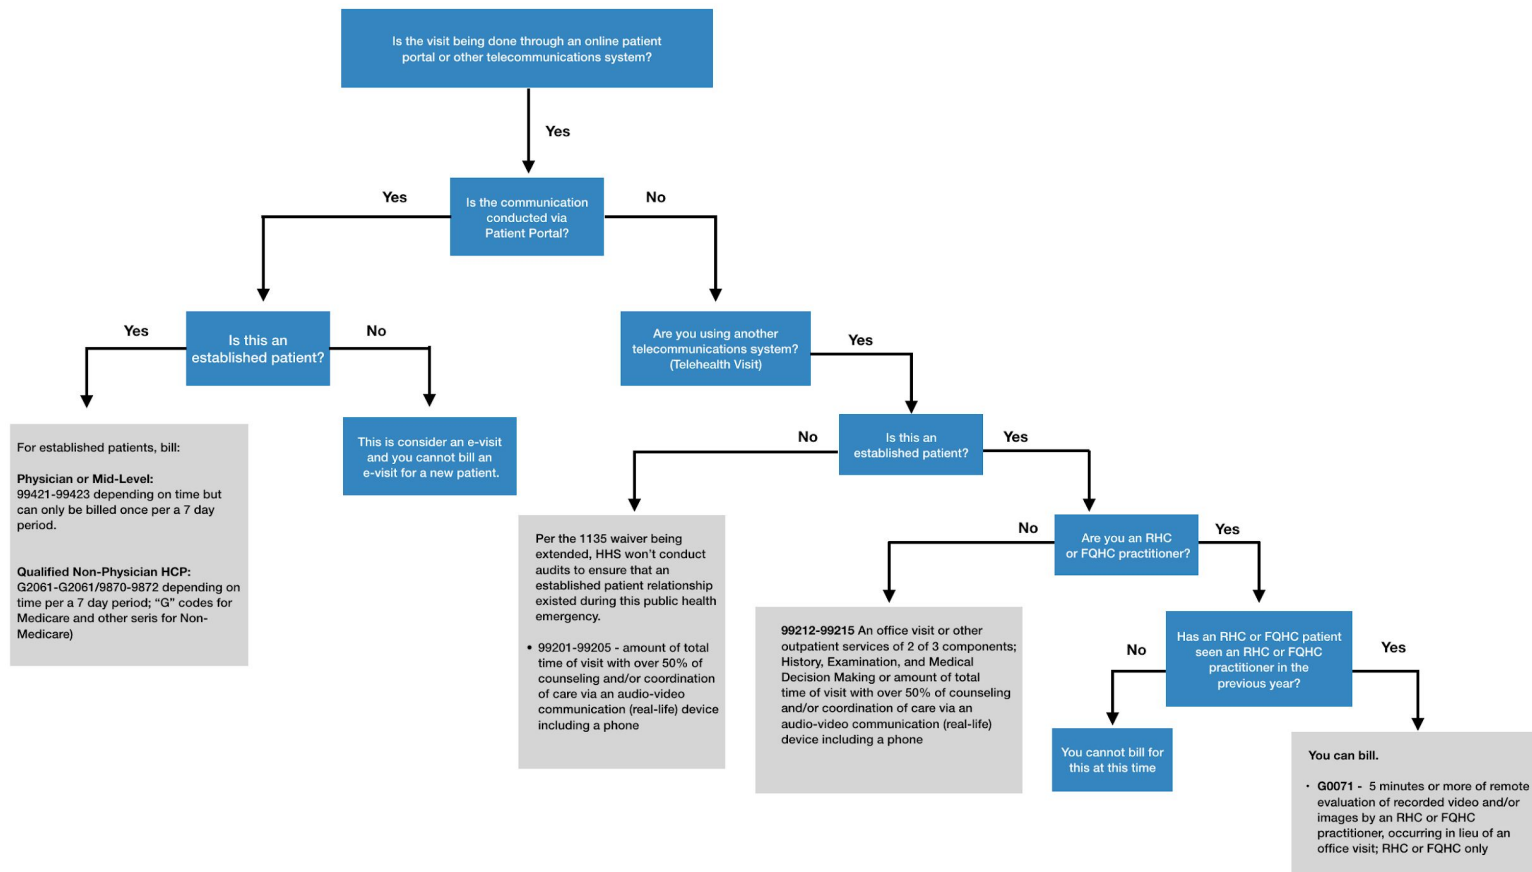 Is the visit being done through an online patient
portal or other telecommunications system?
Yes
Is the communication
conducted via
Patient Portal?
Yes
No
Is this an
established patient?
Yes
No
For established patients, bill:
Physician or Mid-Level:
99421-99423 depending on time but
can only be billed once per a 7 day
period.
Qualified Non-Physician HCP:
G2061-G2061/9870-9872 depending on
time per a 7 day period; “G” codes for
Medicare and other seris for Non-
Medicare)
This is consider an e-visit
and you cannot bill an
e-visit for a new patient.
Are you using another
telecommunications system?
(Telehealth Visit)
Yes
Is this an
established patient?
No
Yes
Per the 1135 waiver being
extended, HHS won’t conduct
audits to ensure that an
established patient relationship
existed during this public health
emergency.
• 99201-99205 - amount of total
time of visit with over 50% of
counseling and/or coordination
of care via an audio-video
communication (real-life) device
including a phone
Are you an RHC
or FQHC practitioner?
No
Yes
99212-99215 An office visit or other
outpatient services of 2 of 3 components;
History, Examination, and Medical
Decision Making or amount of total
time of visit with over 50% of counseling
and/or coordination of care via an
audio-video communication (real-life)
device including a phone
Has an RHC or FQHC patient
seen an RHC or FQHC
practitioner in the
previous year?
No
Yes
You cannot bill for
this at this time
You can bill.
• G0071 - 5 minutes or more of remote
evaluation of recorded video and/or
images by an RHC or FQHC
practitioner, occurring in lieu of an
office visit; RHC or FQHC only